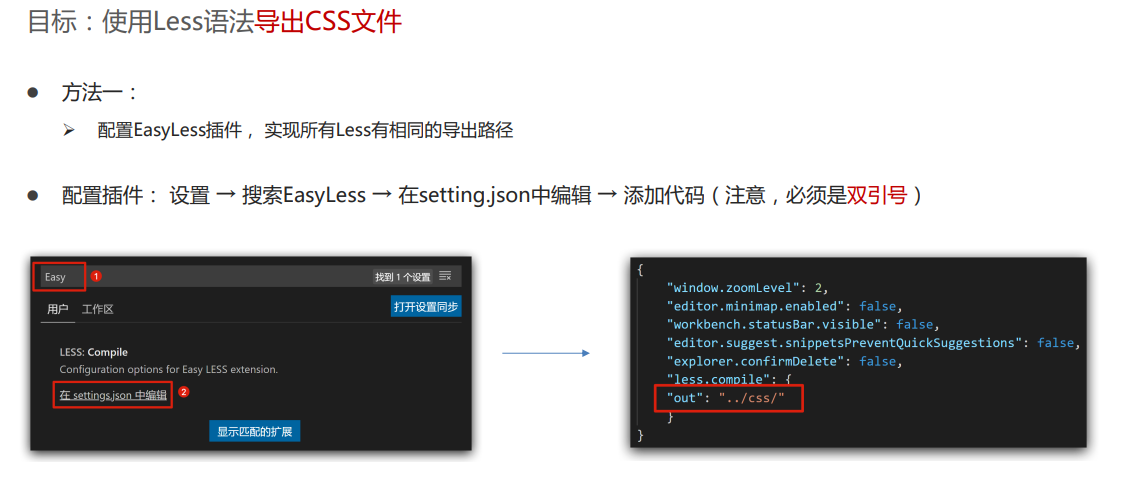 目标：使用Less语法导出CSS文件
方法一：
配置EasyLess插件， 实现所有Less有相同的导出路径
配置插件： 设置 → 搜索EasyLess → 在setting.json中编辑 → 添加代码（注意，必须是双引号）
Easy
1
找到 1 个设置
用户 工作区
打开设置同步
LESS: Compile
Configuration options for Easy LESS extension.
在 settings.json 中编辑
2
显示匹配的扩展
{
"window.zoomLevel": 2,
"editor.minimap.enabled": false,
"workbench.statusBar.visible": false,
"editor.suggest.snippetsPreventQuickSuggestions": false,
"explorer.confirmDelete": false,
"less.compile": {
"out": "../css/"
}
}